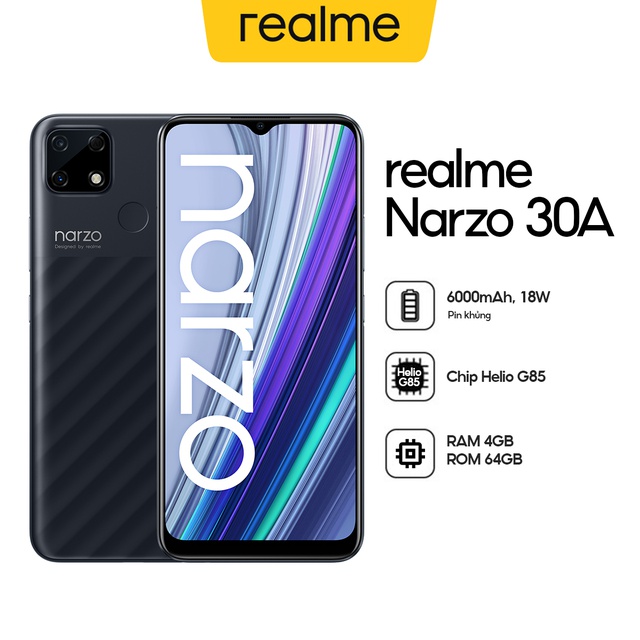 realme
narzo
Designed by realme
narzo
realme
Narzo 30A
6000mAh, 18W
Pin khủng
Helio
G85
Chip Helio G85
RAM 4GB
ROM 64GB